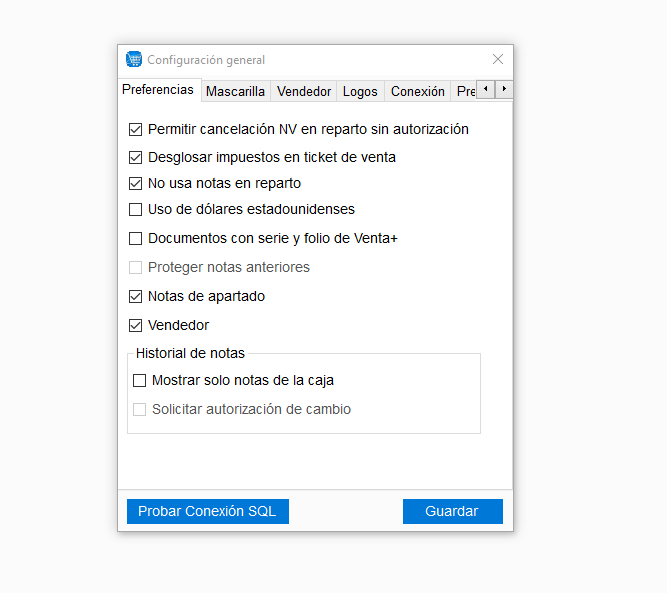 Configuración general
Preferencias Mascarilla Vendedor Logos Conexión Pre
Permitir cancelación NV en reparto sin autorización
Desglosar impuestos en ticket de venta
No usa notas en reparto
Uso de dólares estadounidenses
Documentos con serie y folio de Venta+
Proteger notas anteriores
Notas de apartado
Vendedor
Historial de notas
Mostrar solo notas de la caja
Solicitar autorización de cambio
Probar Conexión SQL Guardar